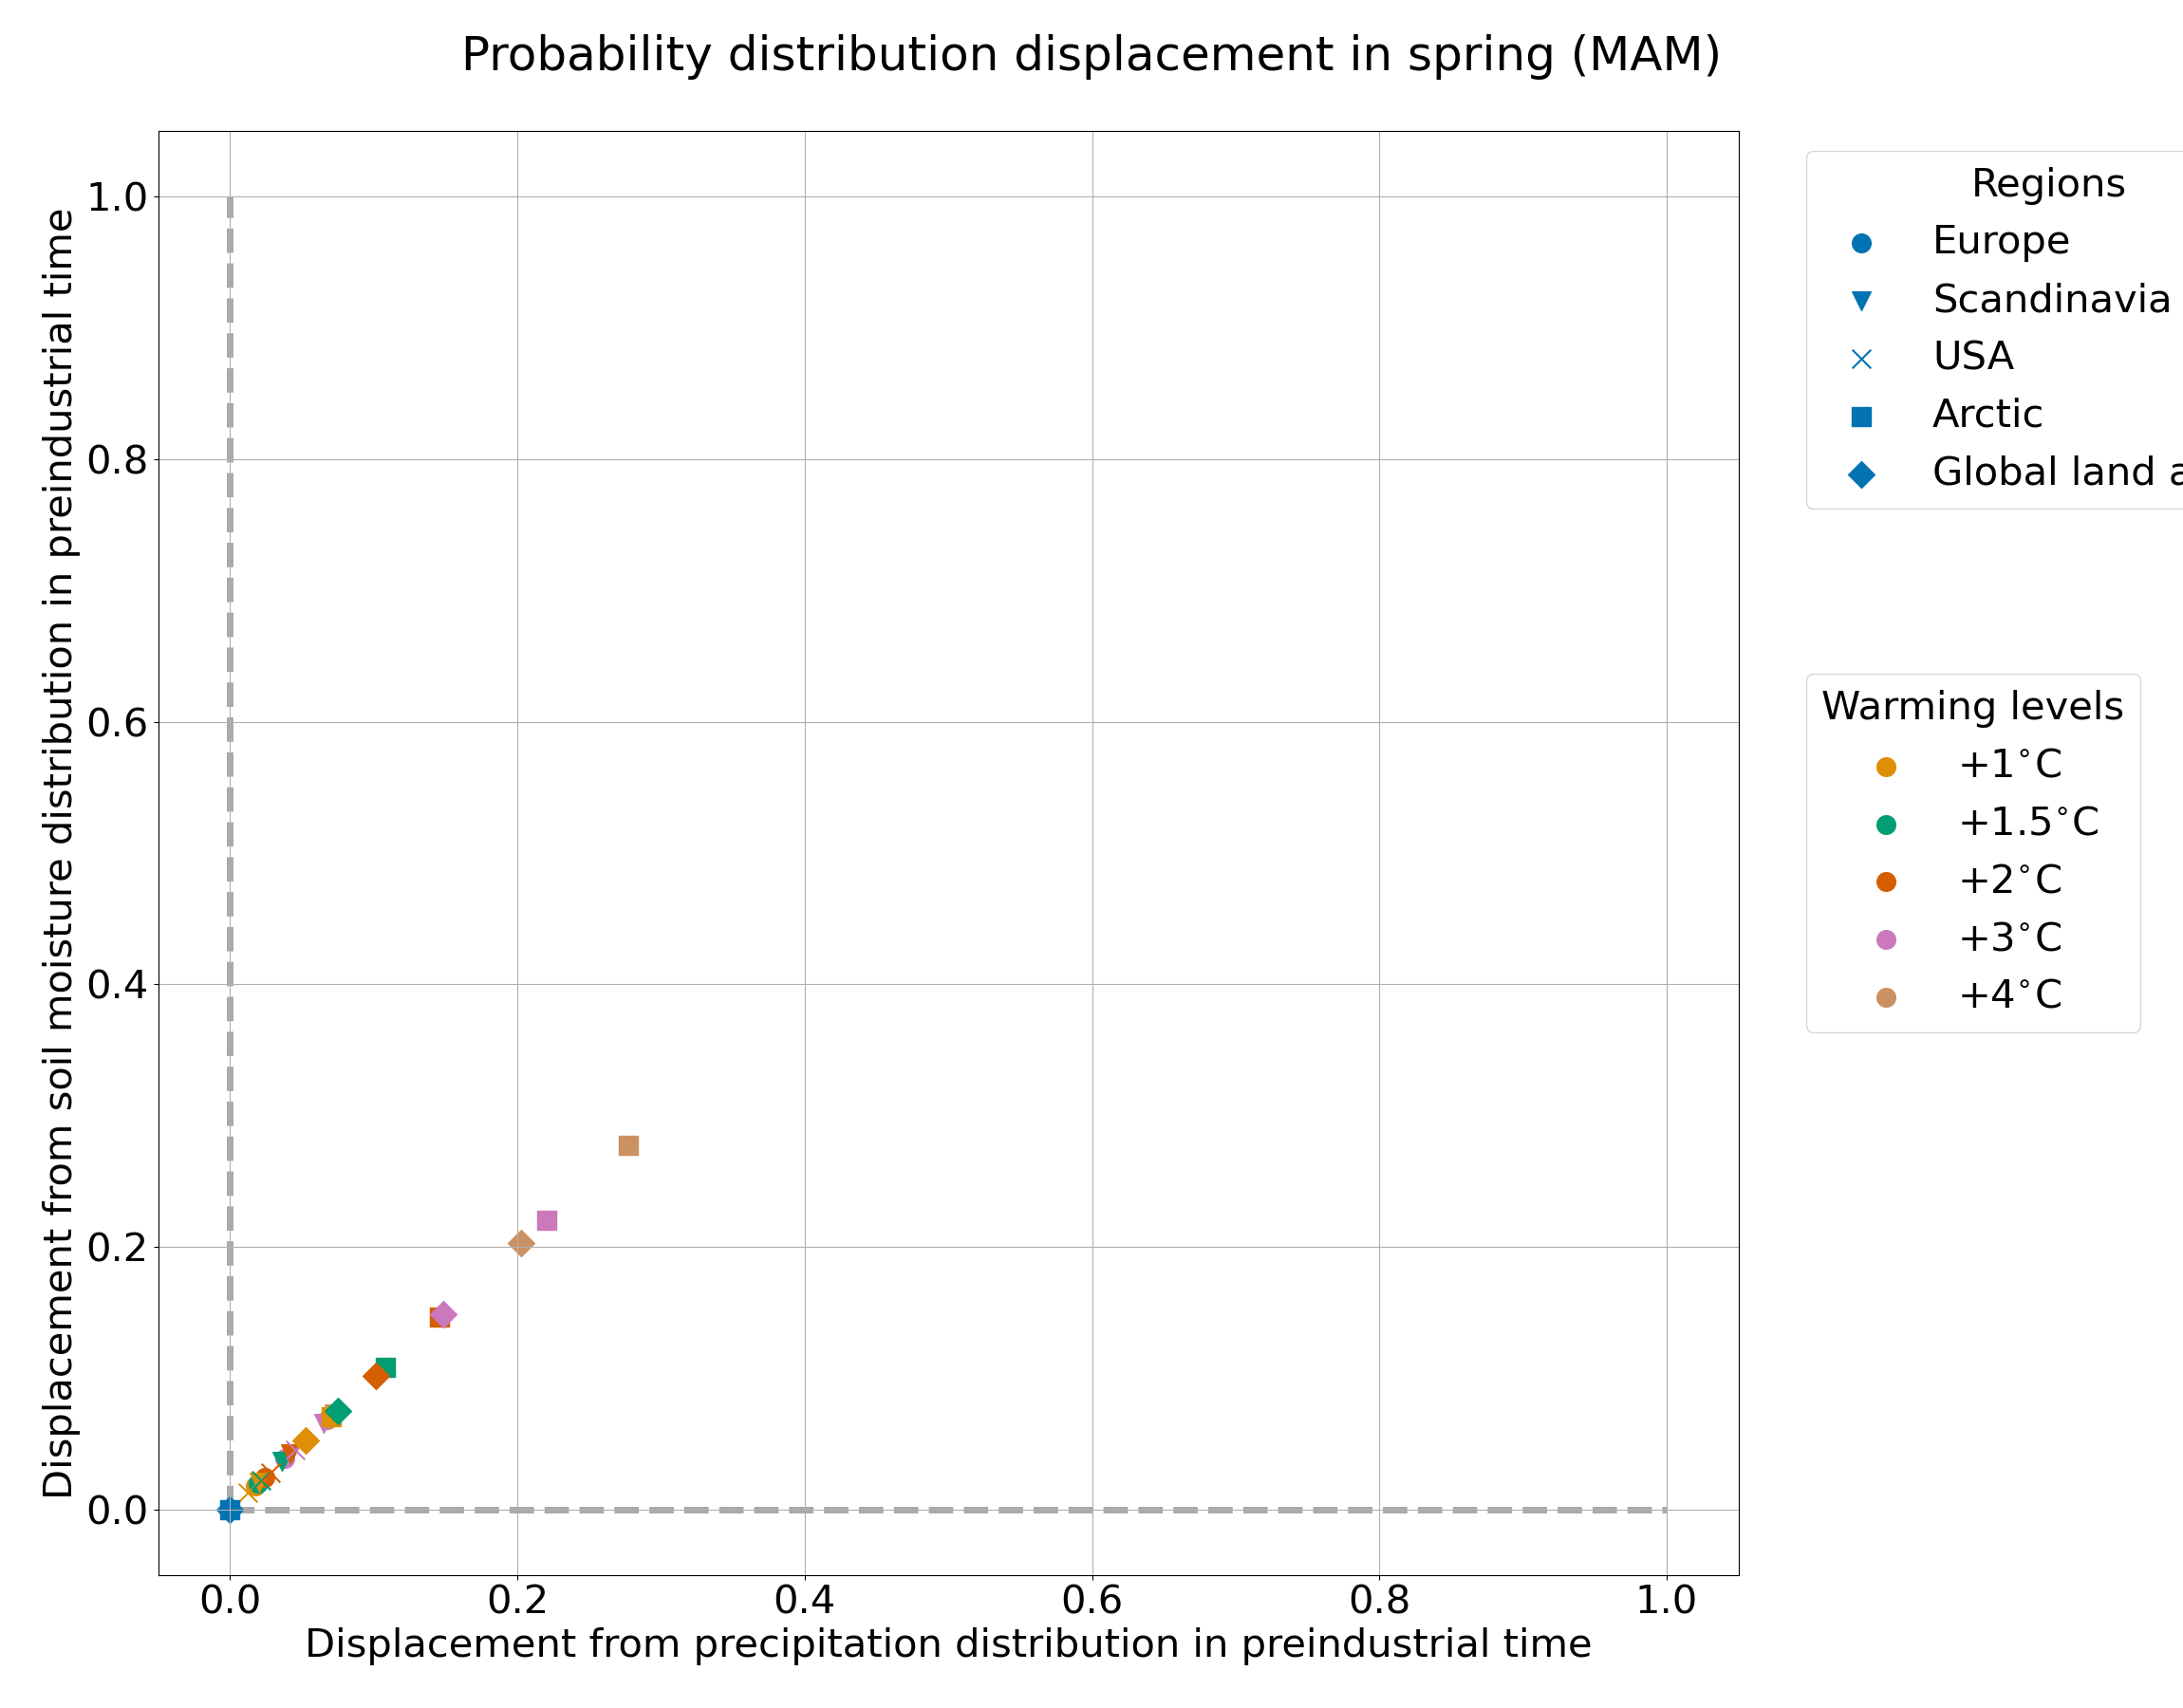 Probability distribution displacement in spring (MAM)
Displacement from soil moisture distribution in preindustrial time
1.0
0.8
0.6
0.4
0.2
0.0
0.0 0.2 0.4 0.6 0.8 1.0
Displacement from precipitation distribution in preindustrial time
Regions
Europe
Scandinavia
USA
Arctic
Global land a
Warming levels
+1°C
+1.5°C
+2°C
+3°C
+4°C